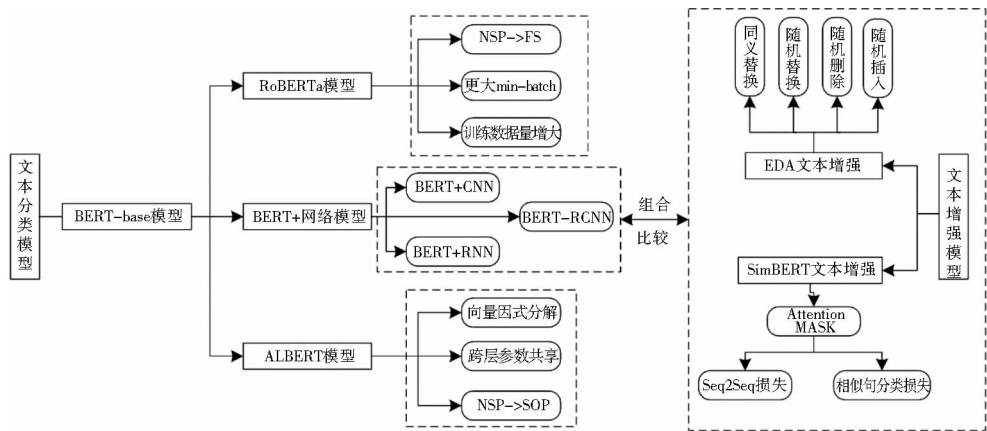 文本分类模型
BERT-base模型
RoBERTa模型
NSP->FS
更大min-batch
训练数据量增大
BERT+网络模型
BERT+CNN
BERT-RCNN
BERT+RNN
ALBERT模型
向量因式分解
跨层参数共享
NSP->SOP
组合
比较
同义替换
随机替换
随机删除
随机插入
EDA文本增强
文本增强模型
SimBERT文本增强
Attention
MASK
Seq2Seq损失
相似句分类损失